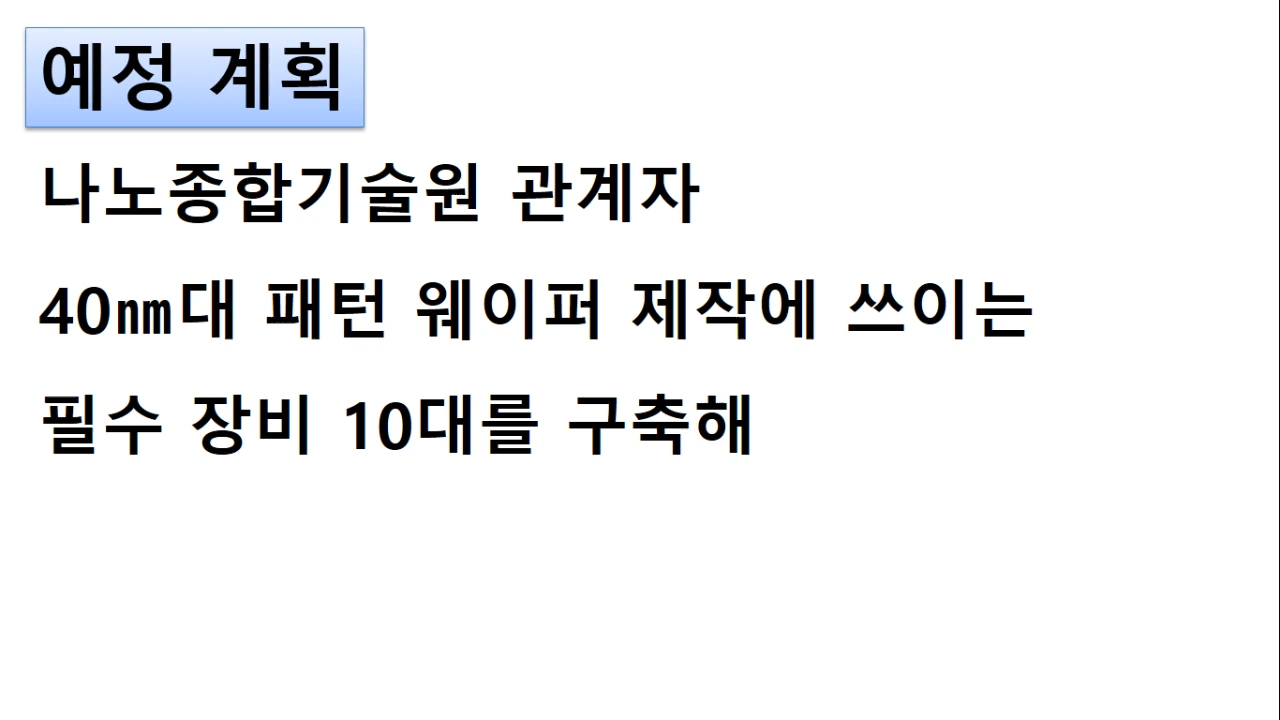 예정 계획
나노종합기술원 관계자
40㎚대 패턴 웨이퍼 제작에 쓰이는
필수 장비 10대를 구축해